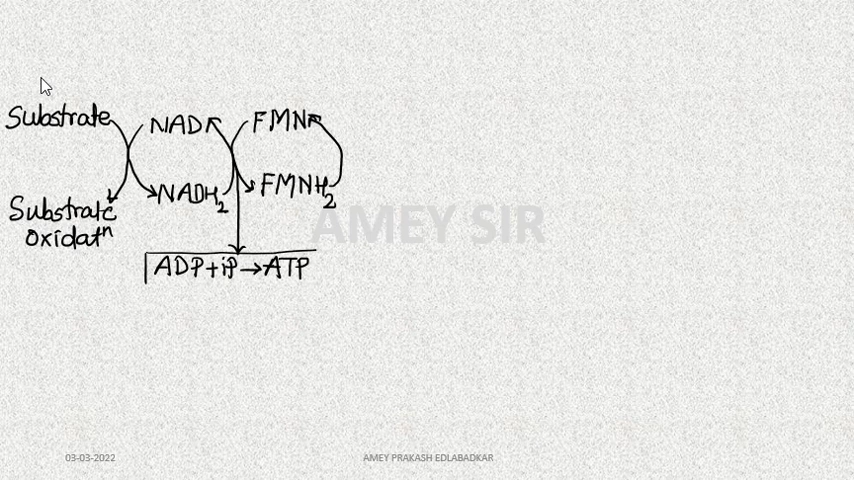 Substrate NAD FMN
Substrate NADH2 FMNH2
oxidatn
ADP+iP→ATP
AMEY SIR
03-03-2022 AMEY PRAKASH EDLABADKAR